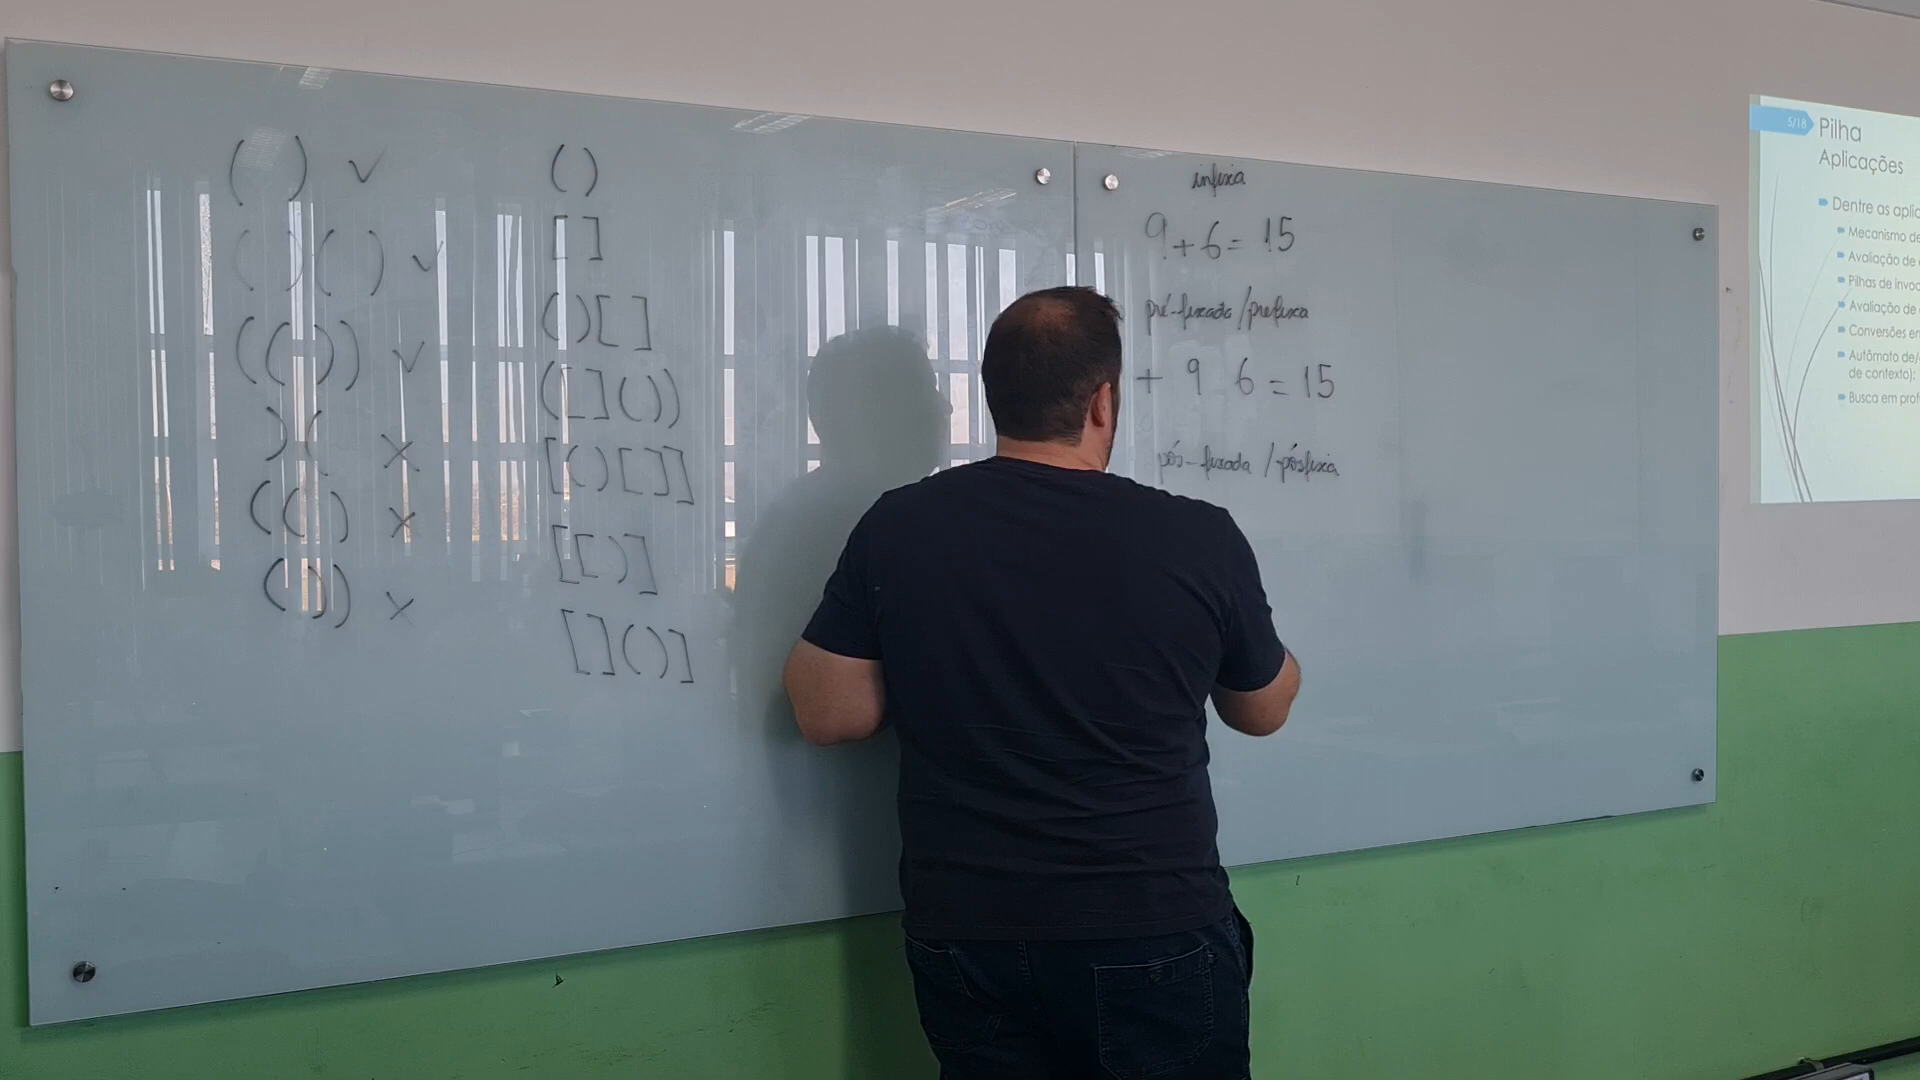 ( ) ✓
( )( ) ✓
(( )) ✓
)( ×
(( ) ×
( )) ×
( )
[ ]
( )[ ]
([ ]( ))
[( )[ ]]
[[ )]
[ ]( )]
infixa
9 + 6 = 15
pré-fixada / prefixa
+ 9 6 = 15
pós-fixada / pósfixia
5/18
Pilha
Aplicações
Dentre as aplic
Mecanismo de
Avaliação de
Pilhas de invoc
Avaliação de
Conversões en
Autômato de/
de contexto);
Busca em prof